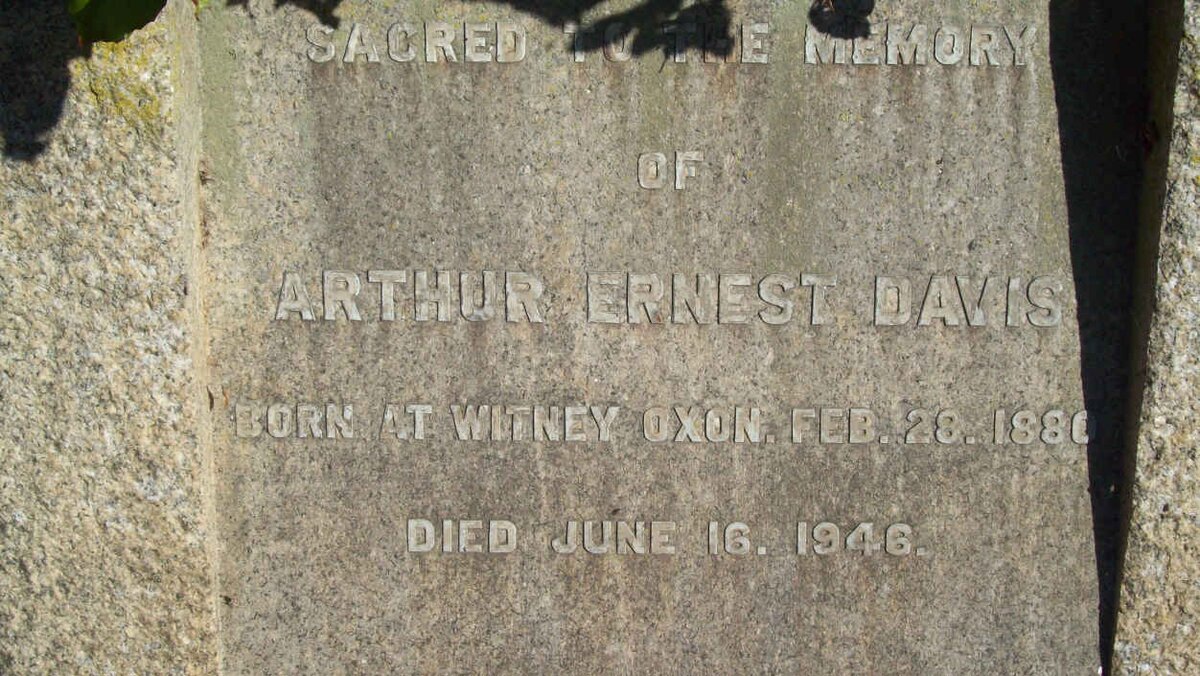 SACRED TO THE MEMORY
OF
ARTHUR ERNEST DAVIS
BORN AT WITNEY OXON. FEB. 28. 1880
DIED JUNE 16. 1946.